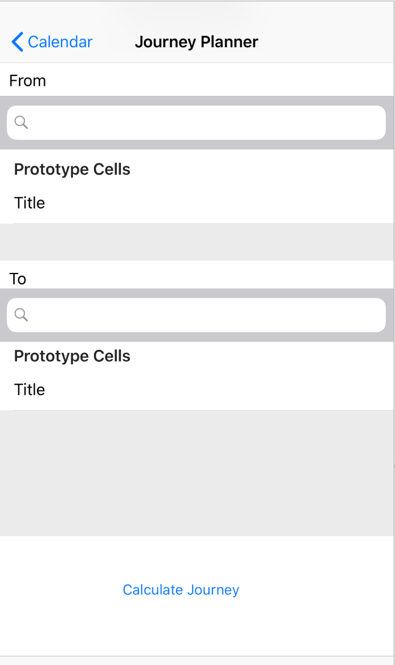 Calendar
Journey Planner
From
Prototype Cells
Title
To
Prototype Cells
Title
Calculate Journey